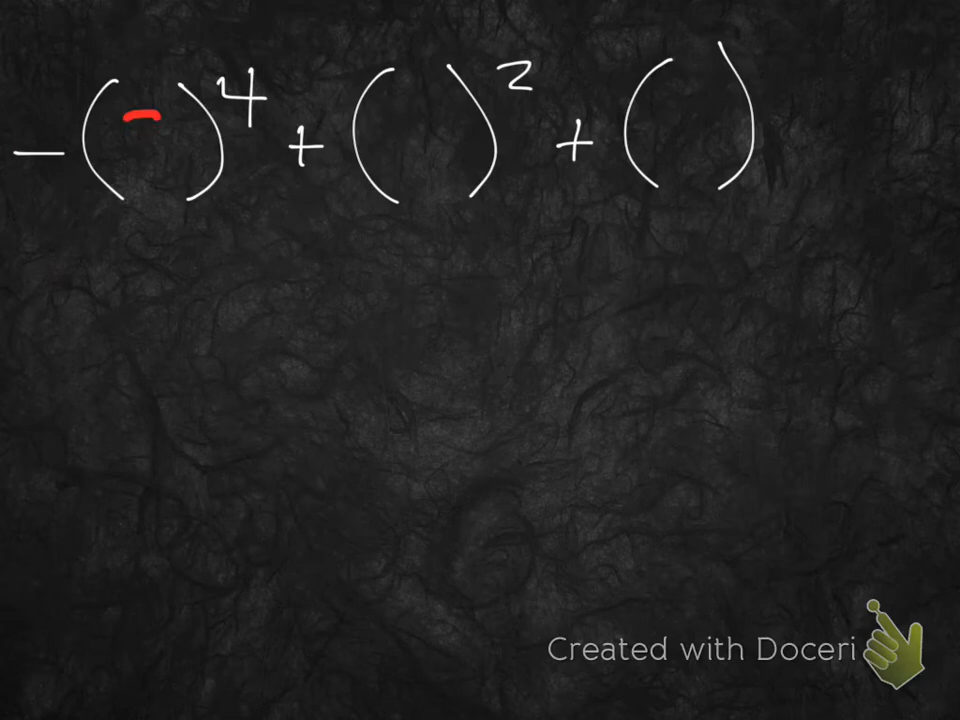 -(-)⁴ + ( )² + ( )
Created with Doceri